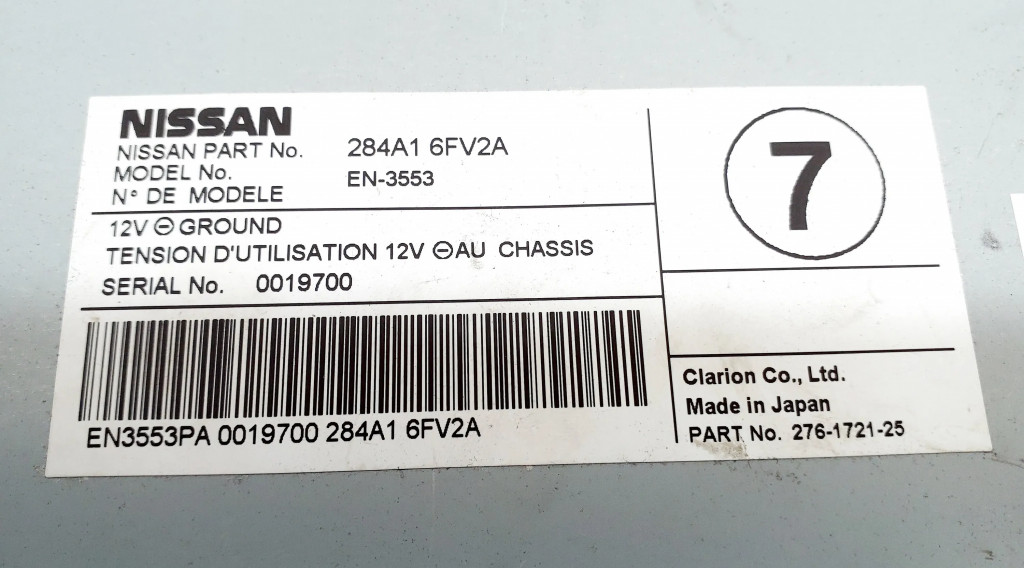 NISSAN
NISSAN PART No. 284A1 6FV2A
MODEL No. EN-3553
N° DE MODELE
12V ⊖ GROUND
TENSION D'UTILISATION 12V ⊖ AU CHASSIS
SERIAL No. 0019700
EN3553PA 0019700 284A1 6FV2A
7
Clarion Co., Ltd.
Made in Japan
PART No. 276-1721-25